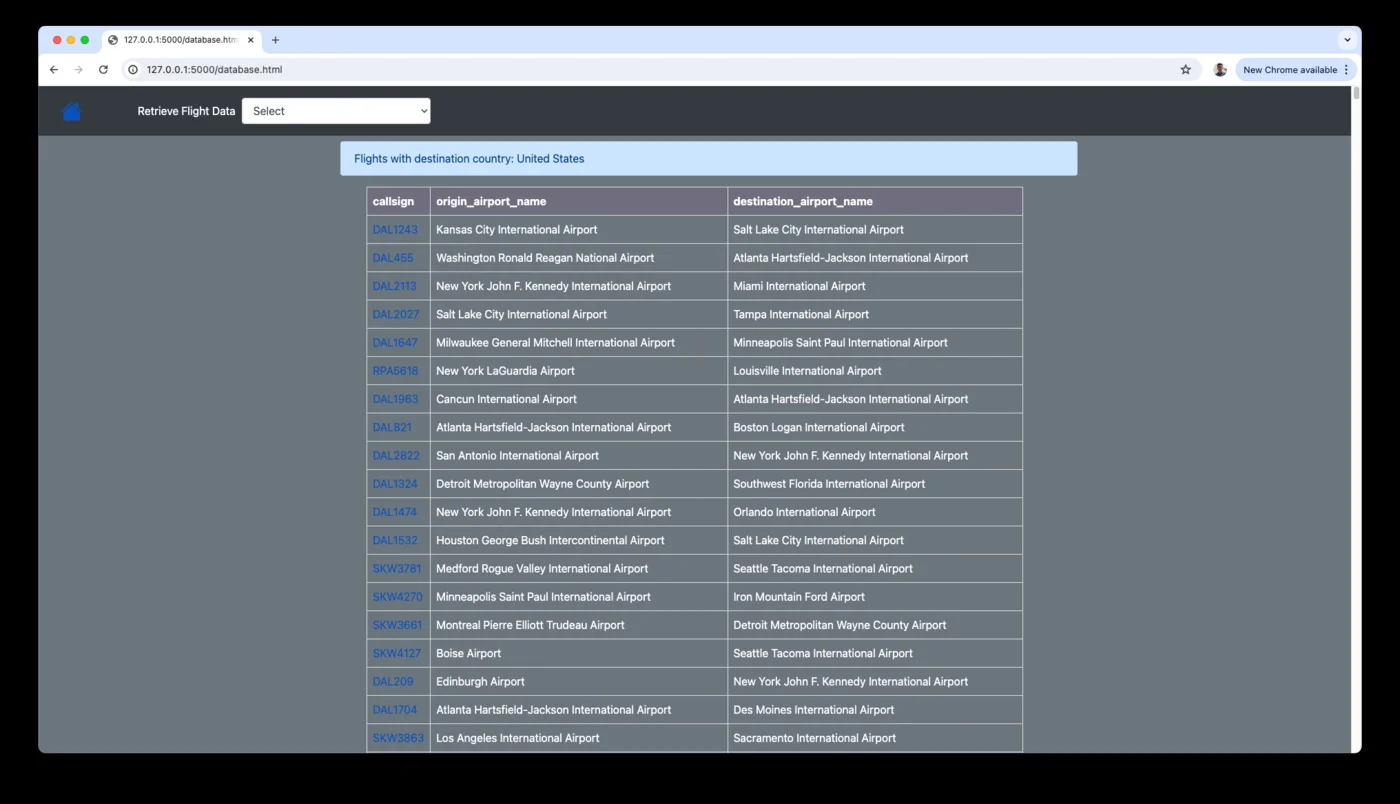 127.0.0.1:5000/database.htm
127.0.0.1:5000/database.html
New Chrome available
Retrieve Flight Data Select
Flights with destination country: United States
callsign origin_airport_name destination_airport_name
DAL1243 Kansas City International Airport Salt Lake City International Airport
DAL455 Washington Ronald Reagan National Airport Atlanta Hartsfield-Jackson International Airport
DAL2113 New York John F. Kennedy International Airport Miami International Airport
DAL2027 Salt Lake City International Airport Tampa International Airport
DAL1647 Milwaukee General Mitchell International Airport Minneapolis Saint Paul International Airport
RPA5618 New York LaGuardia Airport Louisville International Airport
DAL1963 Cancun International Airport Atlanta Hartsfield-Jackson International Airport
DAL821 Atlanta Hartsfield-Jackson International Airport Boston Logan International Airport
DAL2822 San Antonio International Airport New York John F. Kennedy International Airport
DAL1324 Detroit Metropolitan Wayne County Airport Southwest Florida International Airport
DAL1474 New York John F. Kennedy International Airport Orlando International Airport
DAL1532 Houston George Bush Intercontinental Airport Salt Lake City International Airport
SKW3781 Medford Rogue Valley International Airport Seattle Tacoma International Airport
SKW4270 Minneapolis Saint Paul International Airport Iron Mountain Ford Airport
SKW3661 Montreal Pierre Elliott Trudeau Airport Detroit Metropolitan Wayne County Airport
SKW4127 Boise Airport Seattle Tacoma International Airport
DAL209 Edinburgh Airport New York John F. Kennedy International Airport
DAL1704 Atlanta Hartsfield-Jackson International Airport Des Moines International Airport
SKW3863 Los Angeles International Airport Sacramento International Airport